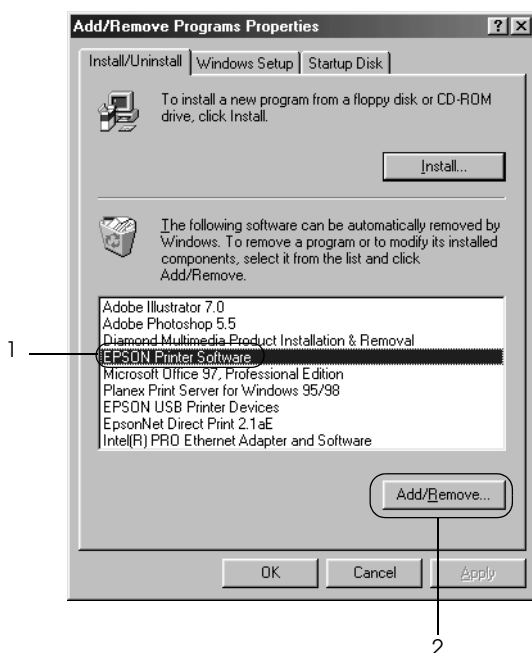 Add/Remove Programs Properties
Install/Uninstall
Windows Setup
Startup Disk
To install a new program from a floppy disk or CD-ROM
drive, click Install.
Install...
The following software can be automatically removed by
Windows. To remove a program or to modify its installed
components, select it from the list and click
Add/Remove.
Adobe Illustrator 7.0
Adobe Photoshop 5.5
Diamond Multimedia Product Installation & Removal
1
EPSON Printer Software
Microsoft Office 97, Professional Edition
Planex Print Server for Windows 95/98
EPSON USB Printer Devices
EpsonNet Direct Print 2.1aE
Intel(R) PRO Ethernet Adapter and Software
Add/Remove...
OK
Cancel
Apply
2